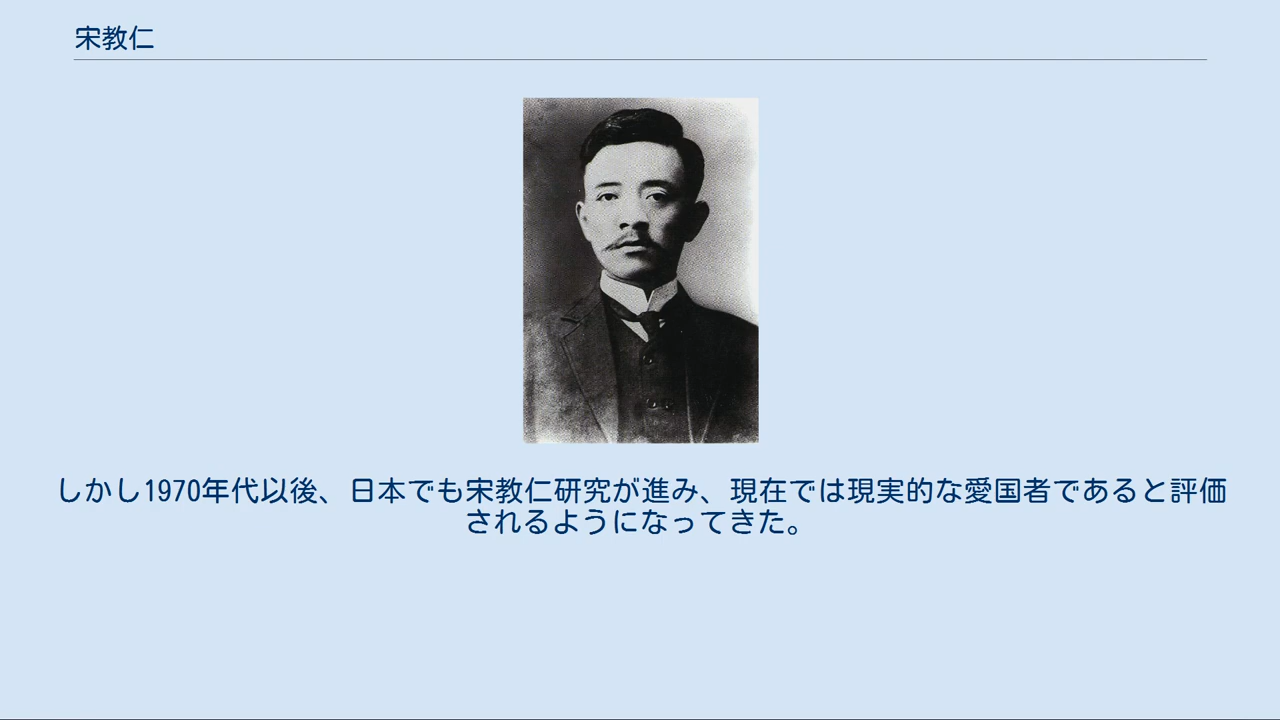 宋教仁
しかし1970年代以後、日本でも宋教仁研究が進み、現在では現実的な愛国者であると評価
されるようになってきた。